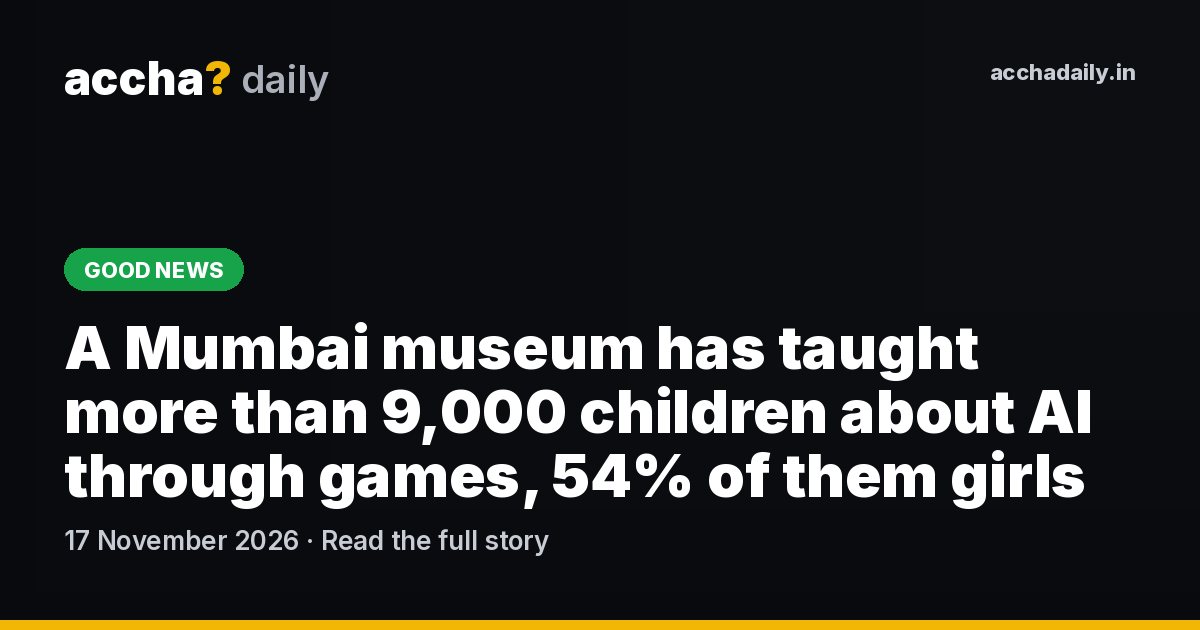 accha? daily
acchadaily.in
GOOD NEWS
A Mumbai museum has taught
more than 9,000 children about AI
through games, 54% of them girls
17 November 2026 · Read the full story